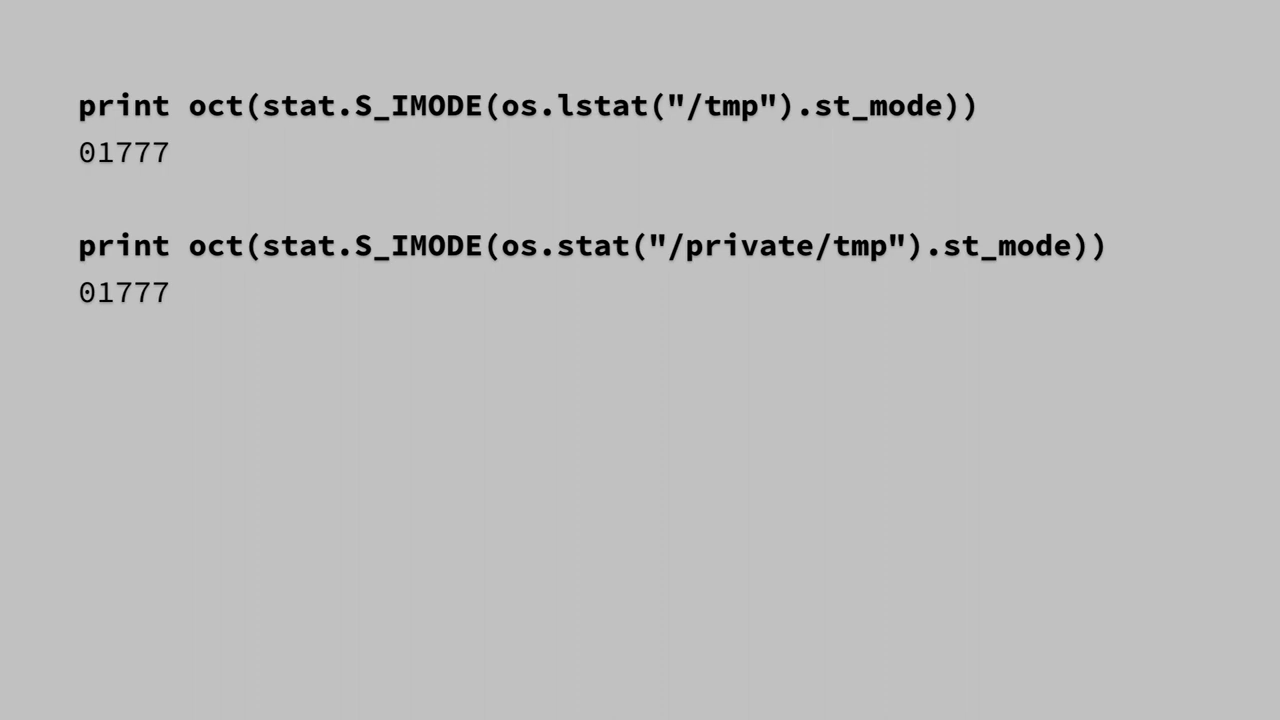 print oct(stat.S_IMODE(os.lstat("/tmp").st_mode))
01777
print oct(stat.S_IMODE(os.stat("/private/tmp").st_mode))
01777